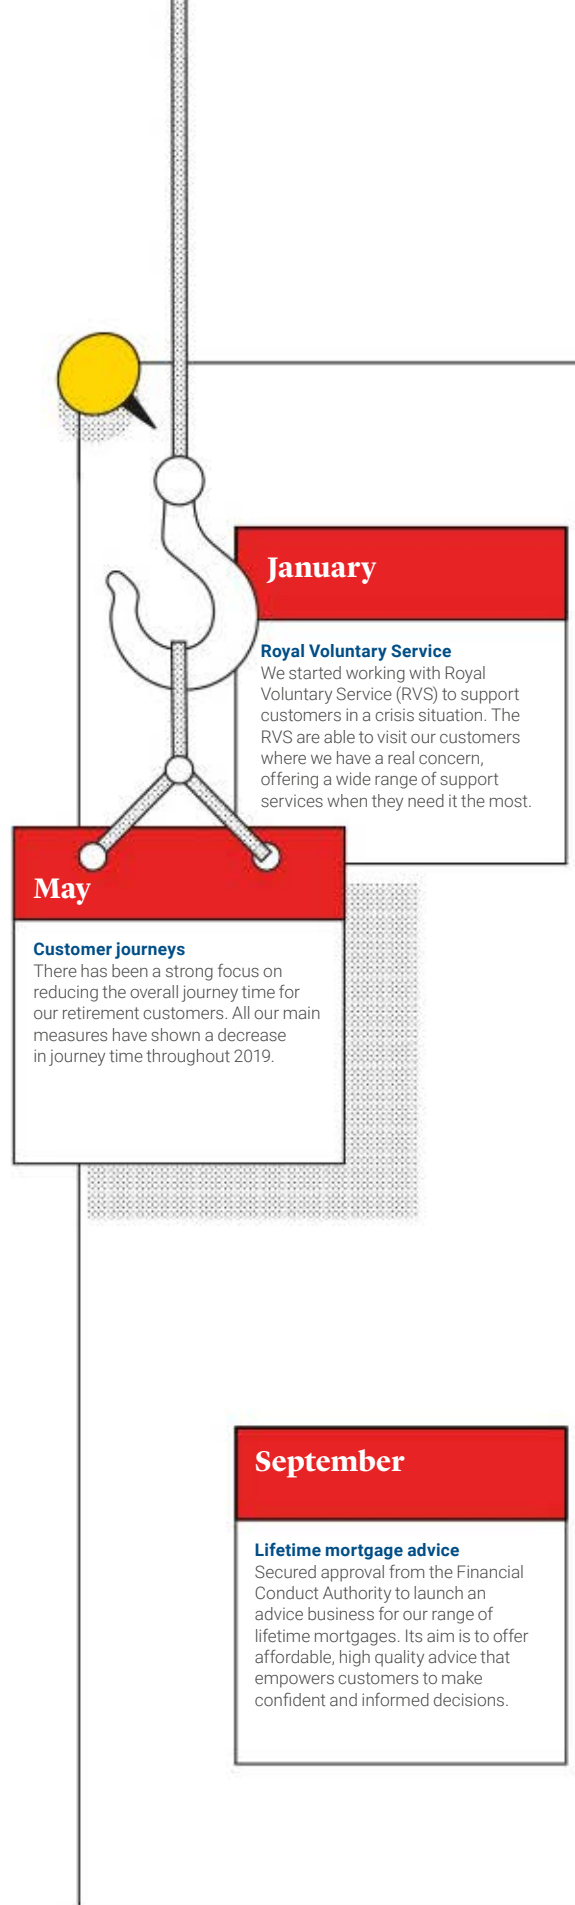 January
Royal Voluntary Service
We started working with Royal
Voluntary Service (RVS) to support
customers in a crisis situation. The
RVS are able to visit our customers
where we have a real concern,
offering a wide range of support
services when they need it the most.
May
Customer journeys
There has been a strong focus on
reducing the overall journey time for
our retirement customers. All our main
measures have shown a decrease
in journey time throughout 2019.
September
Lifetime mortgage advice
Secured approval from the Financial
Conduct Authority to launch an
advice business for our range of
lifetime mortgages. Its aim is to offer
affordable, high quality advice that
empowers customers to make
confident and informed decisions.